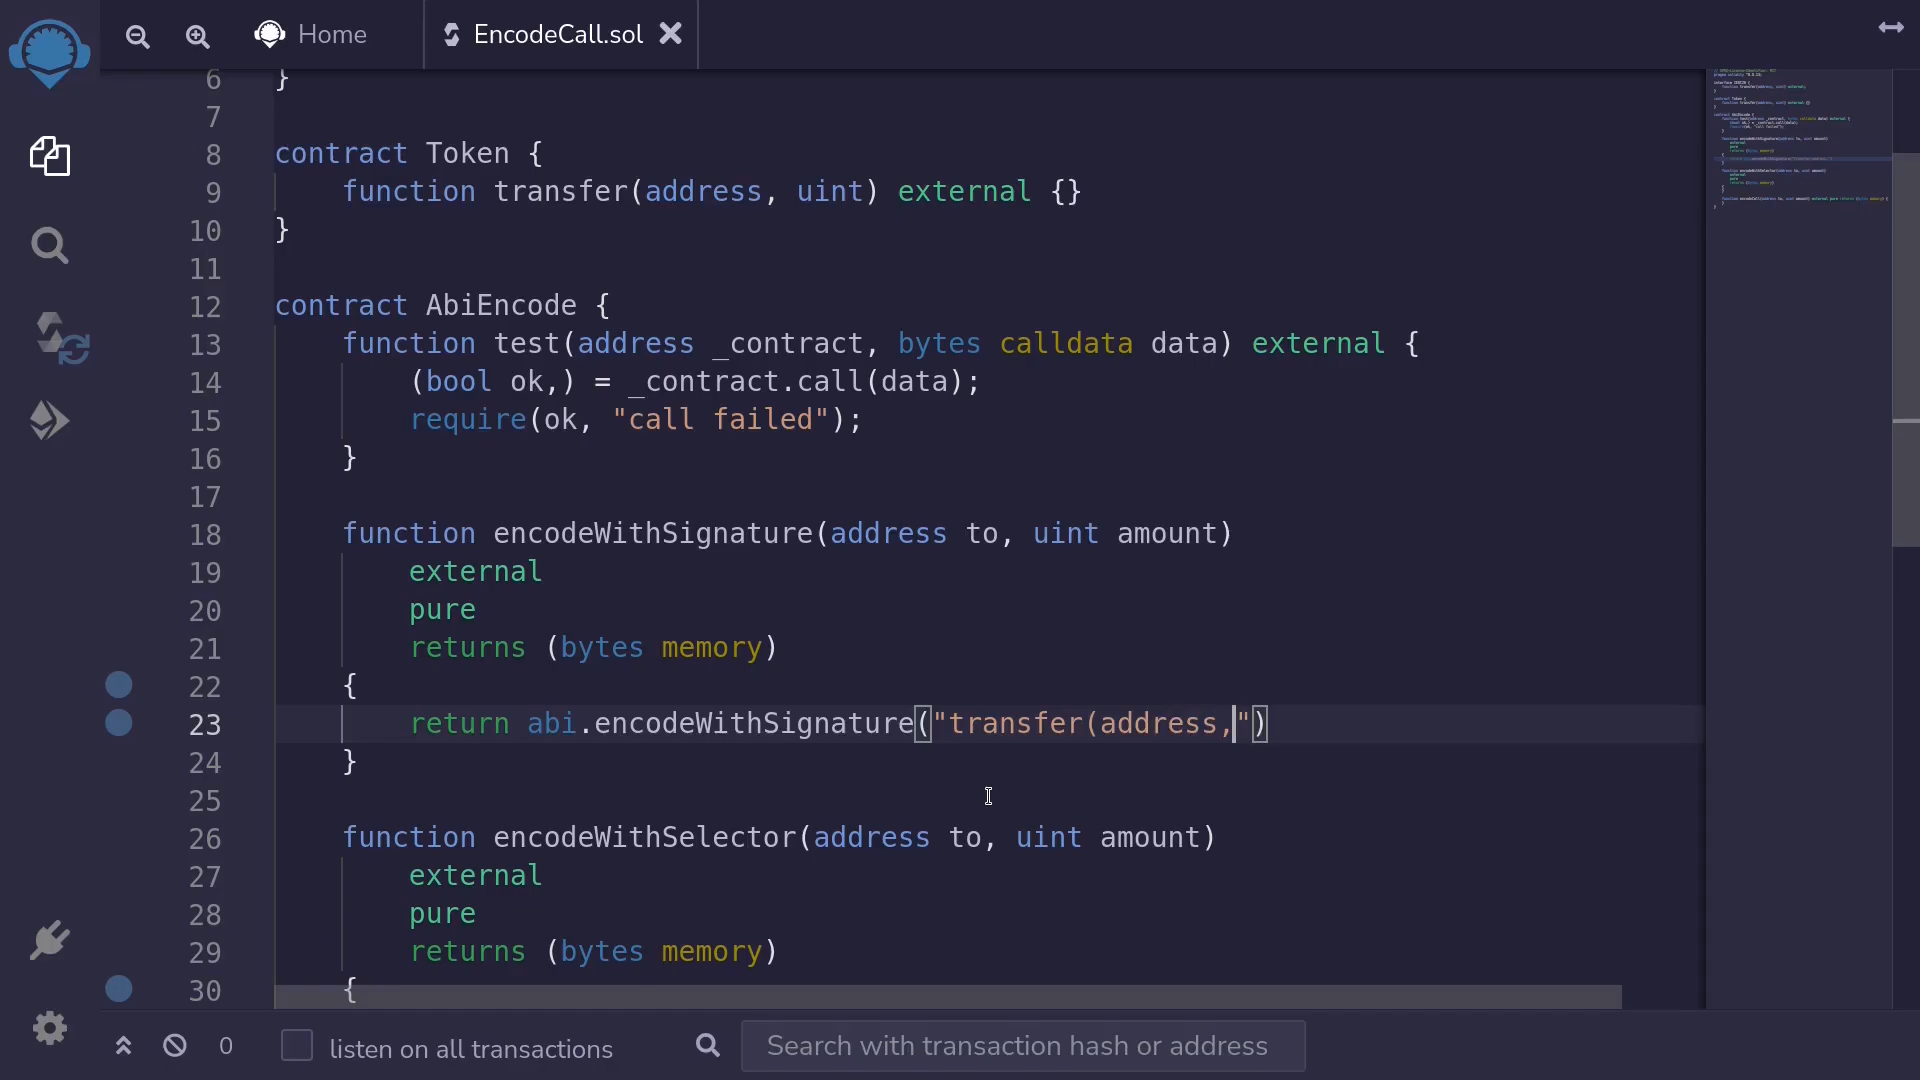 Home
EncodeCall.sol
6 }
7
8 contract Token {
9 function transfer(address, uint) external {}
10 }
11
12 contract AbiEncode {
13 function test(address _contract, bytes calldata data) external {
14 (bool ok,) = _contract.call(data);
15 require(ok, "call failed");
16 }
17
18 function encodeWithSignature(address to, uint amount)
19 external
20 pure
21 returns (bytes memory)
22 {
23 return abi.encodeWithSignature("transfer(address,")
24 }
25
26 function encodeWithSelector(address to, uint amount)
27 external
28 pure
29 returns (bytes memory)
30 {
0
listen on all transactions
Search with transaction hash or address